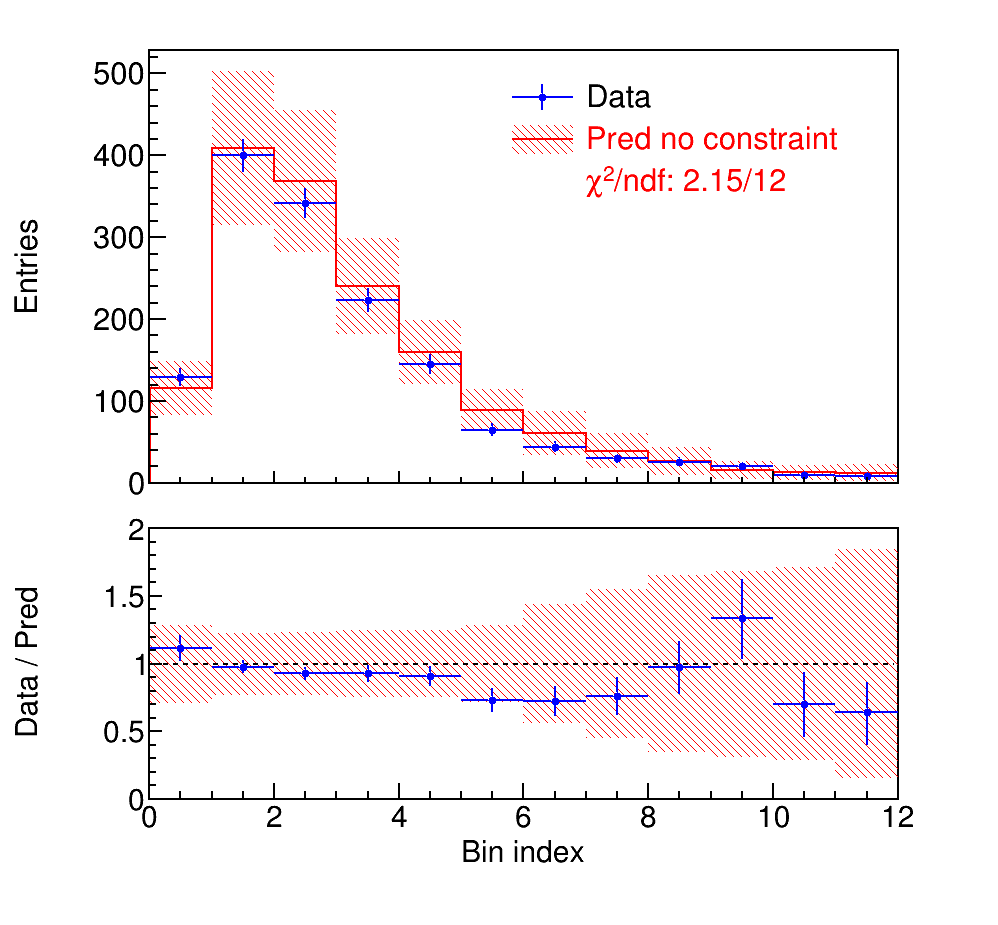 500
400
300
200
100
0
Entries
Data
Pred no constraint
χ²/ndf: 2.15/12
2
1.5
1
0.5
0
Data / Pred
0 2 4 6 8 10 12
Bin index